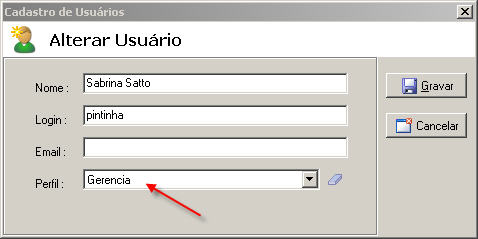 Cadastro de Usuários
Alterar Usuário
Nome : Sabrina Satto
Gravar
Login : pintinha
Cancelar
Email :
Perfil : Gerencia